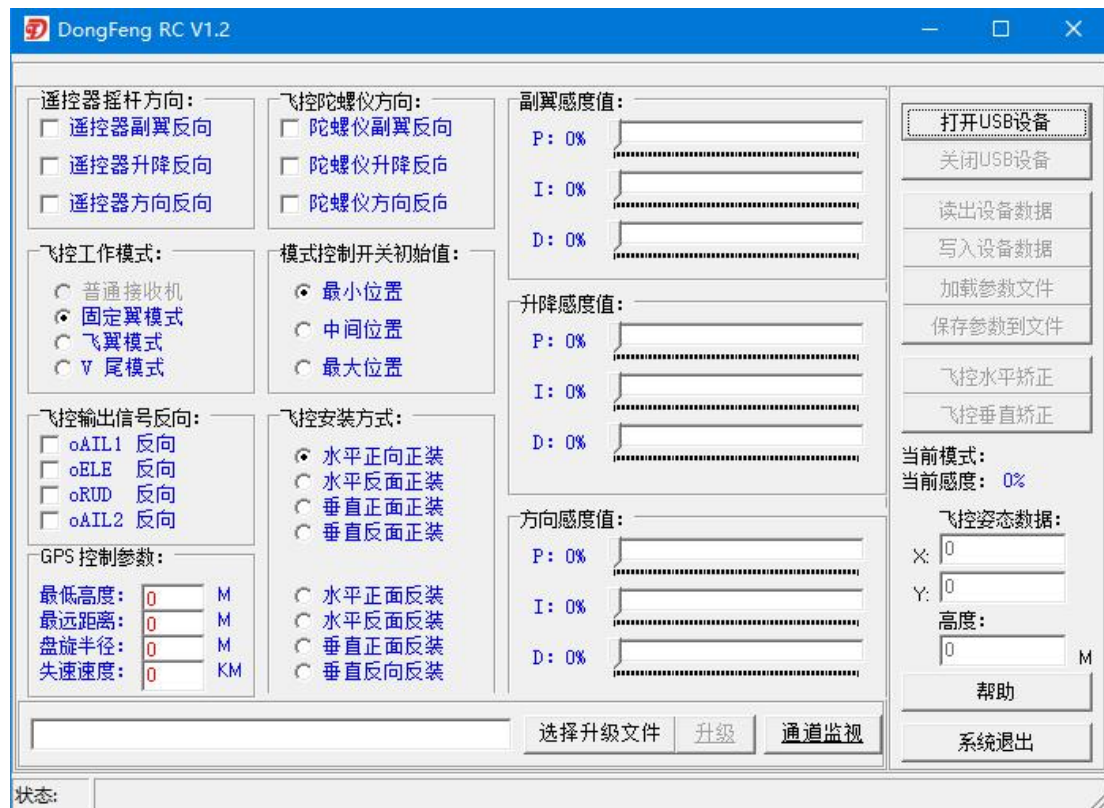 DongFeng RC V1.2
遥控器摇杆方向:
遥控器副翼反向
遥控器升降反向
遥控器方向反向
飞控陀螺仪方向:
陀螺仪副翼反向
陀螺仪升降反向
陀螺仪方向反向
飞控工作模式:
普通接收机
固定翼模式
飞翼模式
V 尾模式
模式控制开关初始值:
最小位置
中间位置
最大位置
飞控输出信号反向:
oAIL1 反向
oELE 反向
oRUD 反向
oAIL2 反向
飞控安装方式:
水平正向正装
水平反面正装
垂直正面正装
垂直反面正装
水平正面反装
水平反面反装
垂直正面反装
垂直反向反装
GPS控制参数:
最低高度: 0 M
最远距离: 0 M
盘旋半径: 0 M
失速速度: 0 KM
副翼感度值:
P: 0%
I: 0%
D: 0%
升降感度值:
P: 0%
I: 0%
D: 0%
方向感度值:
P: 0%
I: 0%
D: 0%
打开USB设备
关闭USB设备
读出设备数据
写入设备数据
加载参数文件
保存参数到文件
飞控水平矫正
飞控垂直矫正
当前模式:
当前感度: 0%
飞控姿态数据:
X: 0
Y: 0
高度:
0 M
帮助
系统退出
选择升级文件 升级 通道监视
状态: